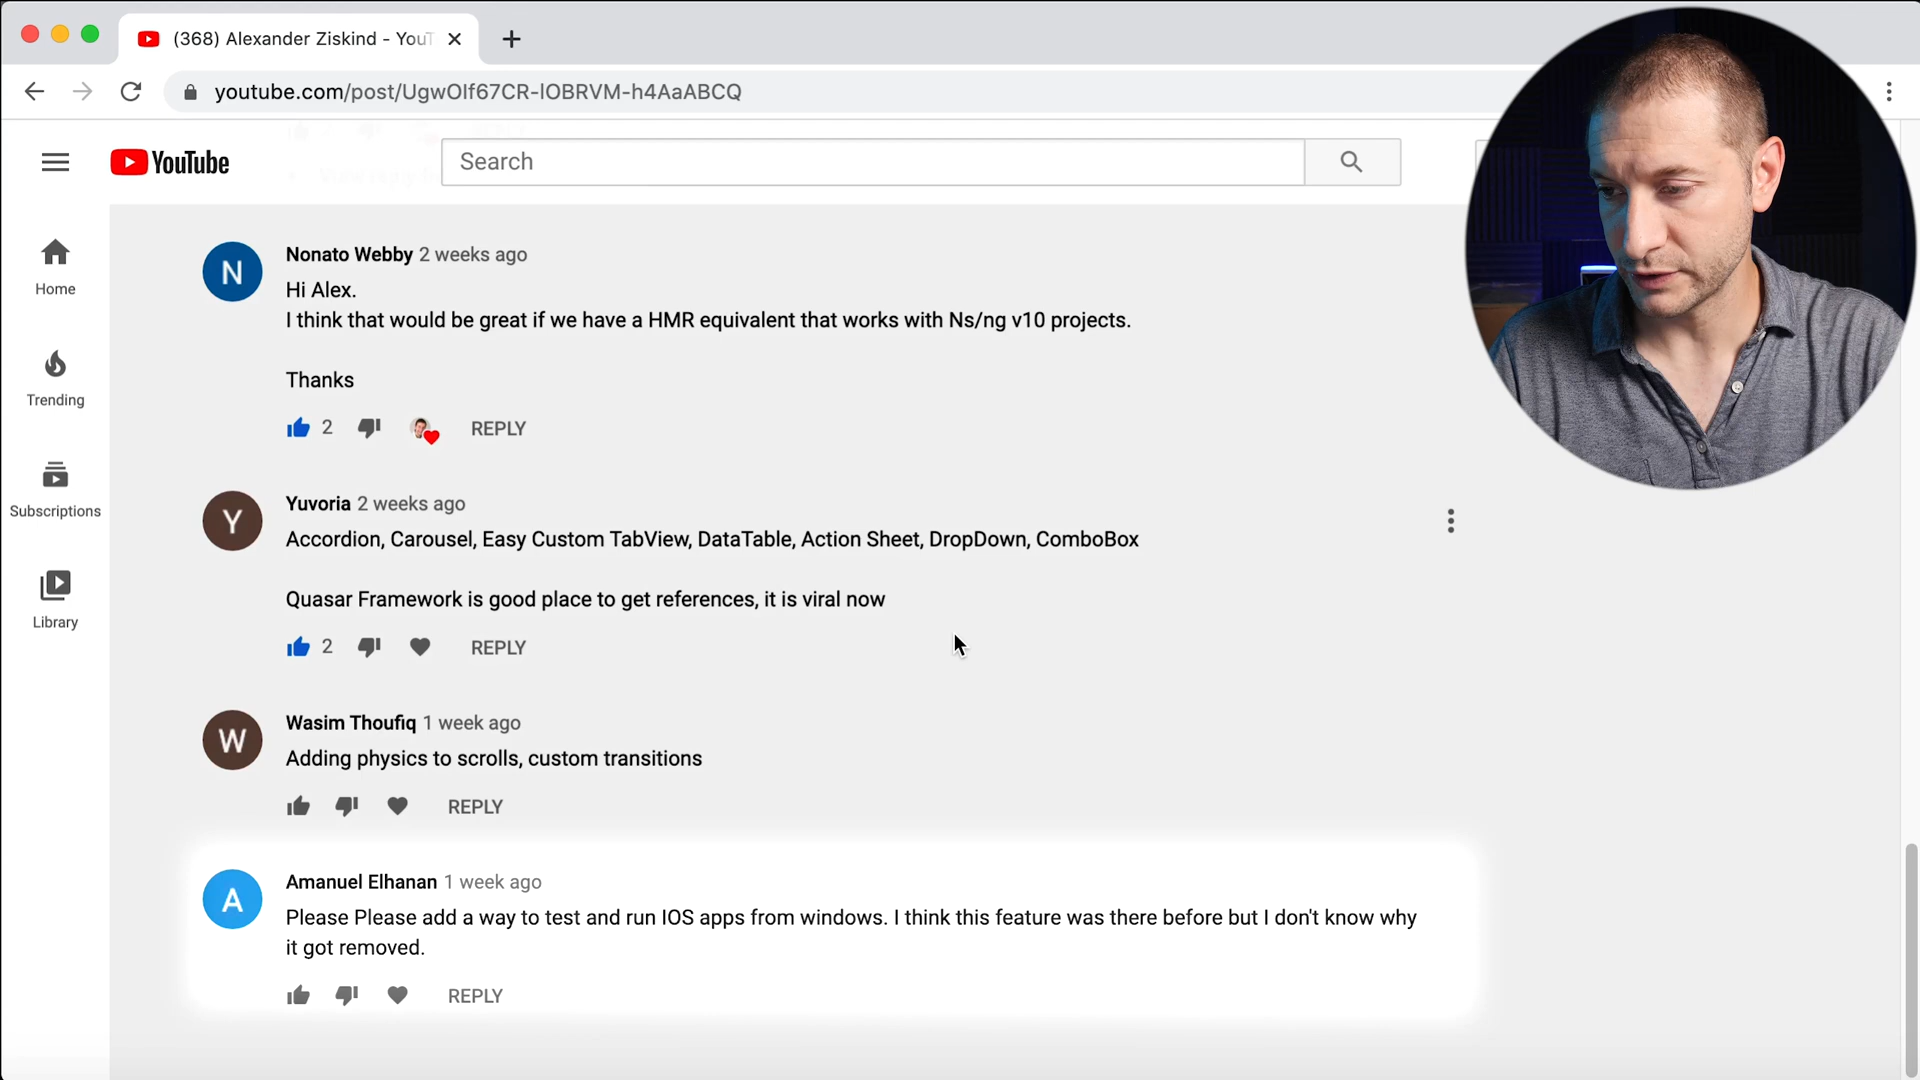 (368) Alexander Ziskind - YouT
youtube.com/post/UgwOIf67CR-IOBRVM-h4AaABCQ
YouTube
Search
Home
Trending
Subscriptions
Library
N
Nonato Webby 2 weeks ago
Hi Alex.
I think that would be great if we have a HMR equivalent that works with Ns/ng v10 projects.
Thanks
2 REPLY
Y
Yuvoria 2 weeks ago
Accordion, Carousel, Easy Custom TabView, DataTable, Action Sheet, DropDown, ComboBox
Quasar Framework is good place to get references, it is viral now
2 REPLY
W
Wasim Thoufiq 1 week ago
Adding physics to scrolls, custom transitions
REPLY
A
Amanuel Elhanan 1 week ago
Please Please add a way to test and run IOS apps from windows. I think this feature was there before but I don't know why
it got removed.
REPLY